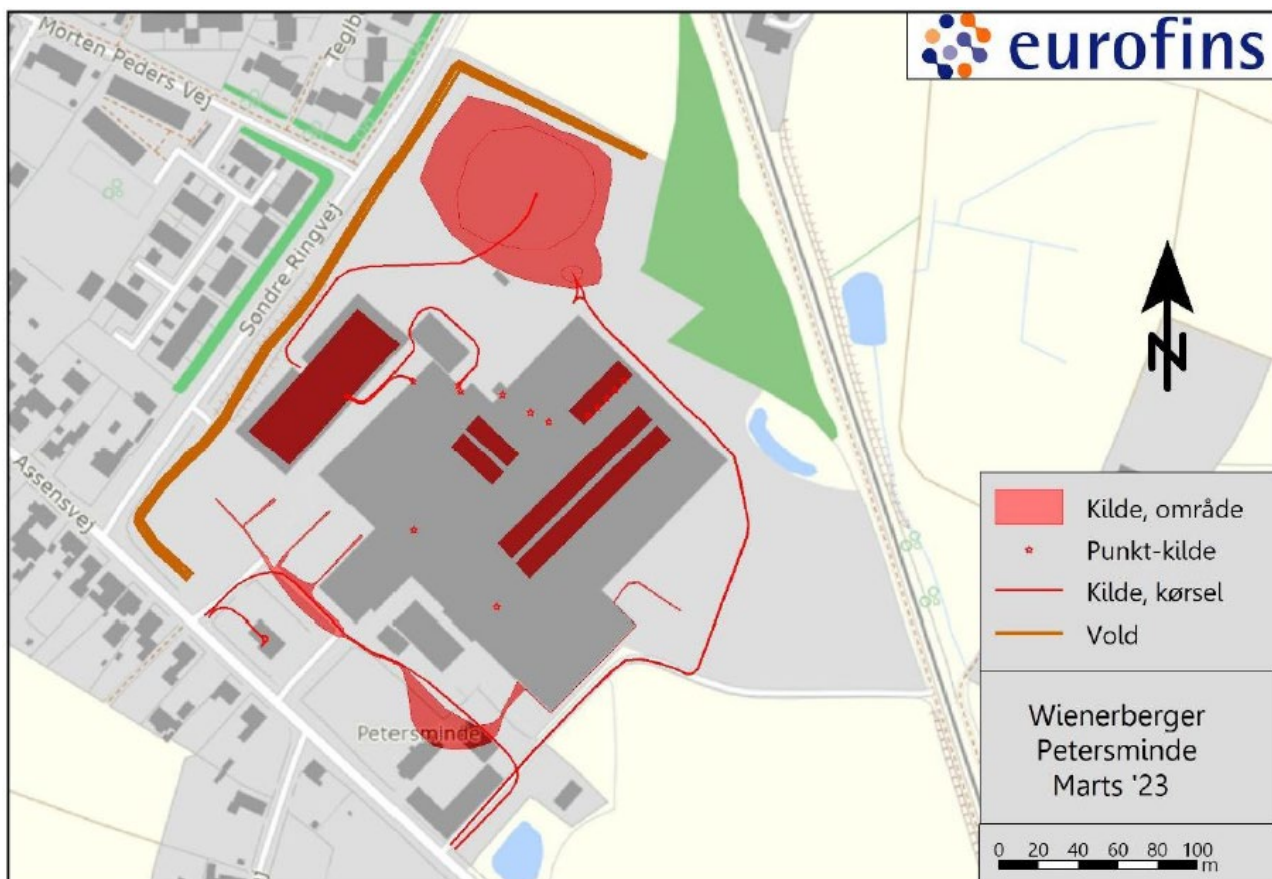 eurofins
Morten Peders Vej
Teglb
Søndre Ringvej
Assensvej
Petersminde
N
Kilde, område
Punkt-kilde
Kilde, kørsel
Vold
Wienerberger
Petersminde
Marts '23
0 20 40 60 80 100
m